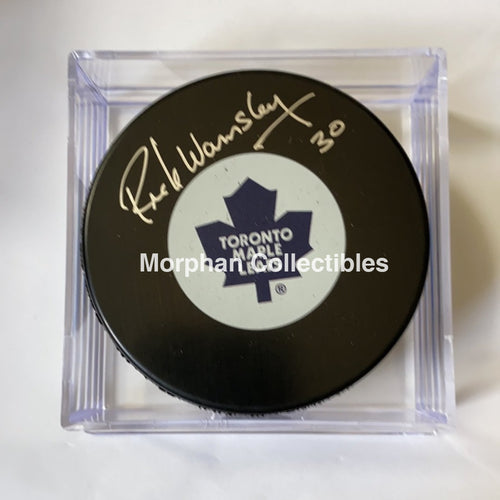 Rick Wamsley 30
TORONTO
MAPLE
Morphan Collectibles
LEAFS
®